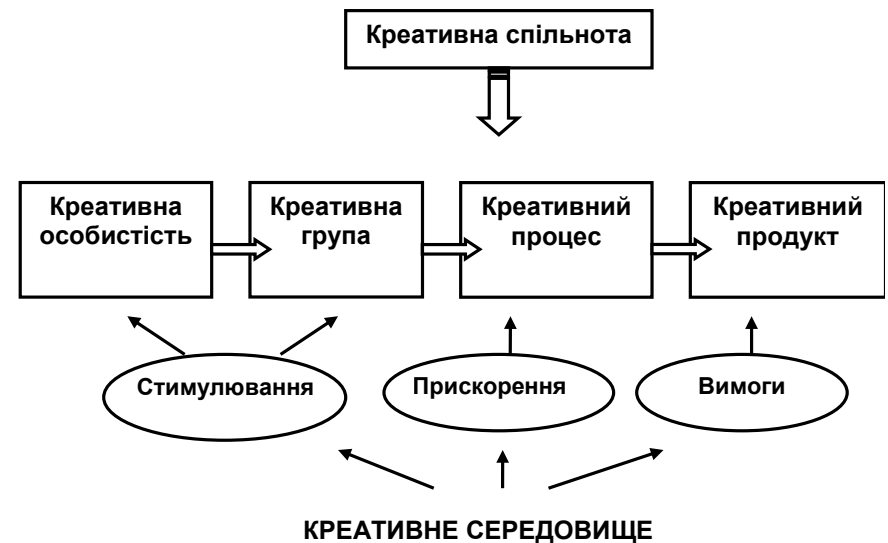 Креативна спільнота
Креативна
особистість
Креативна
група
Креативний
процес
Креативний
продукт
Стимулювання
Прискорення
Вимоги
КРЕАТИВНЕ СЕРЕДОВИЩЕ